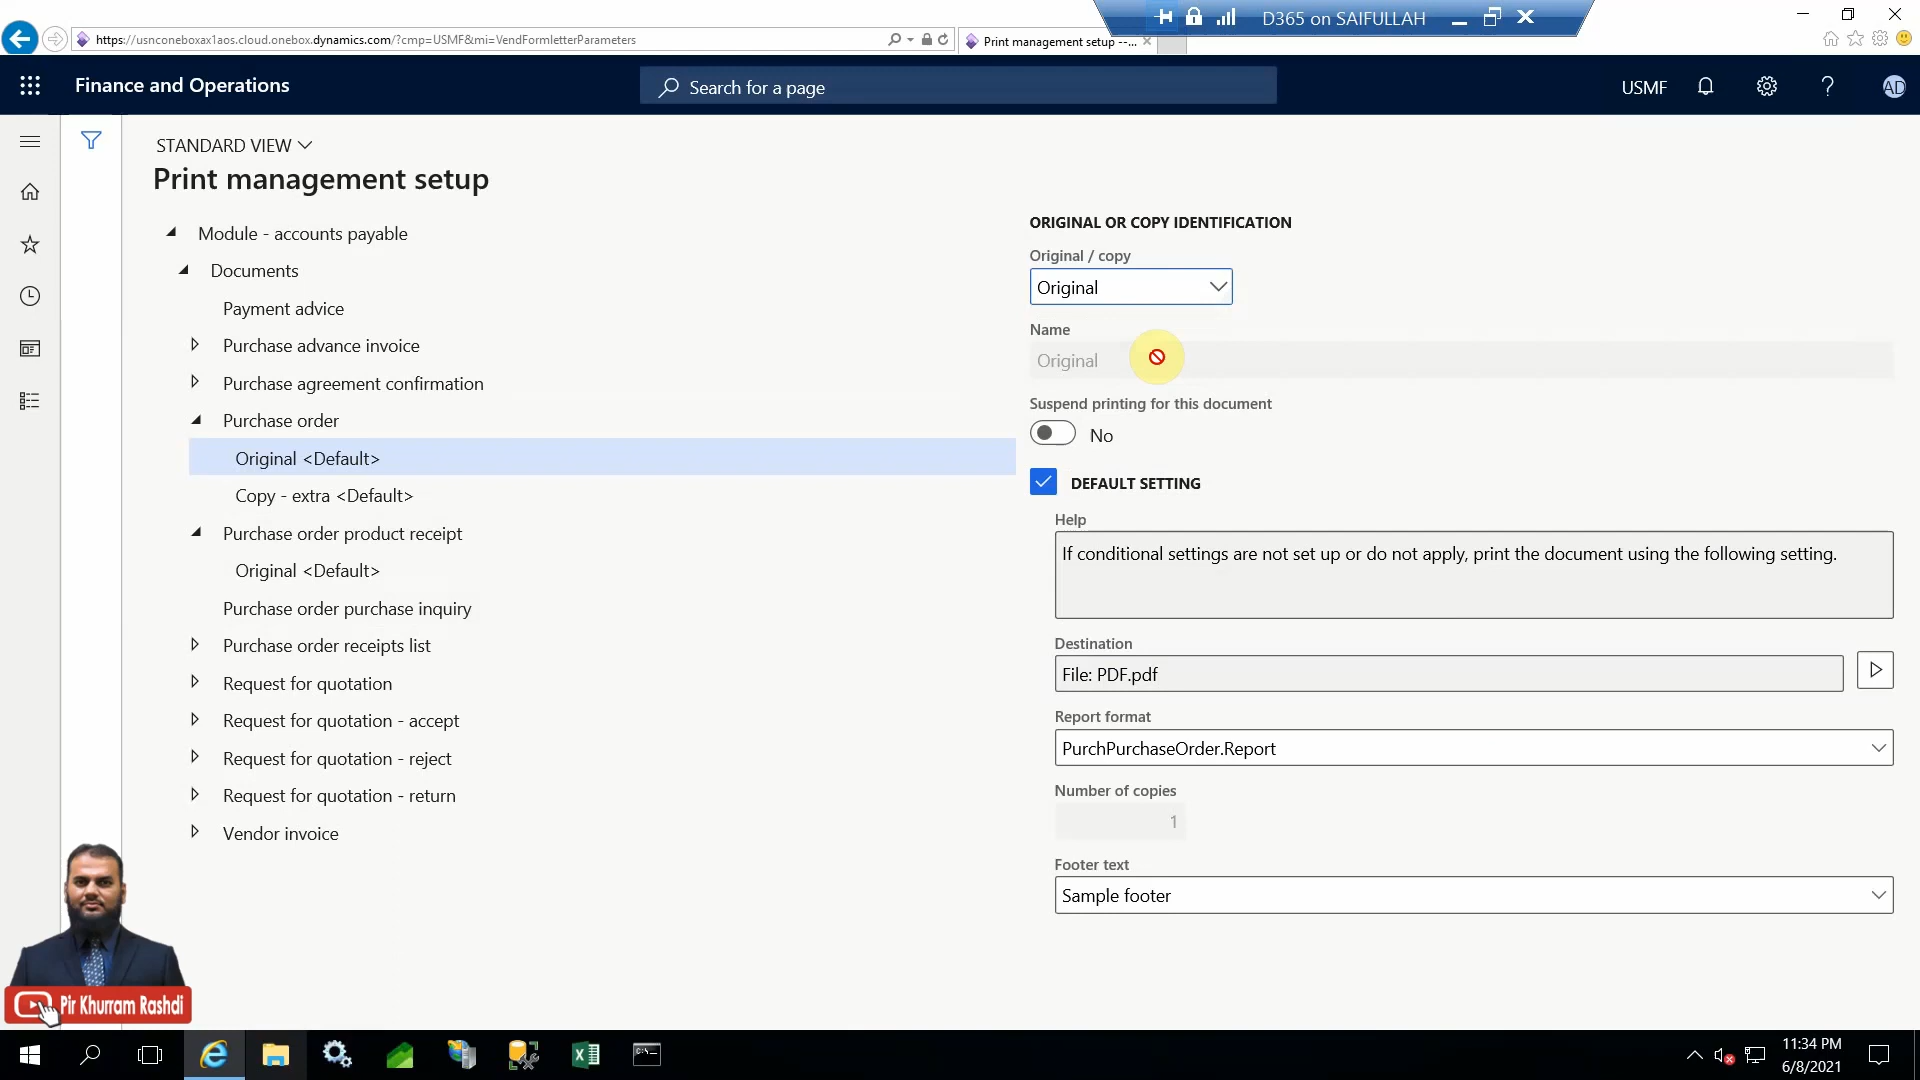 D365 on SAIFULLAH
https://usnconeboxax1aos.cloud.onebox.dynamics.com/?cmp=USMF&mi=VendFormletterParameters
Print management setup --...
Finance and Operations
Search for a page
USMF
AD
STANDARD VIEW
Print management setup
Module - accounts payable
Documents
Payment advice
Purchase advance invoice
Purchase agreement confirmation
Purchase order
Original <Default>
Copy - extra <Default>
Purchase order product receipt
Original <Default>
Purchase order purchase inquiry
Purchase order receipts list
Request for quotation
Request for quotation - accept
Request for quotation - reject
Request for quotation - return
Vendor invoice
ORIGINAL OR COPY IDENTIFICATION
Original / copy
Original
Name
Original
Suspend printing for this document
No
DEFAULT SETTING
Help
If conditional settings are not set up or do not apply, print the document using the following setting.
Destination
File: PDF.pdf
Report format
PurchPurchaseOrder.Report
Number of copies
1
Footer text
Sample footer
Pir Khurram Rashdi
11:34 PM
6/8/2021